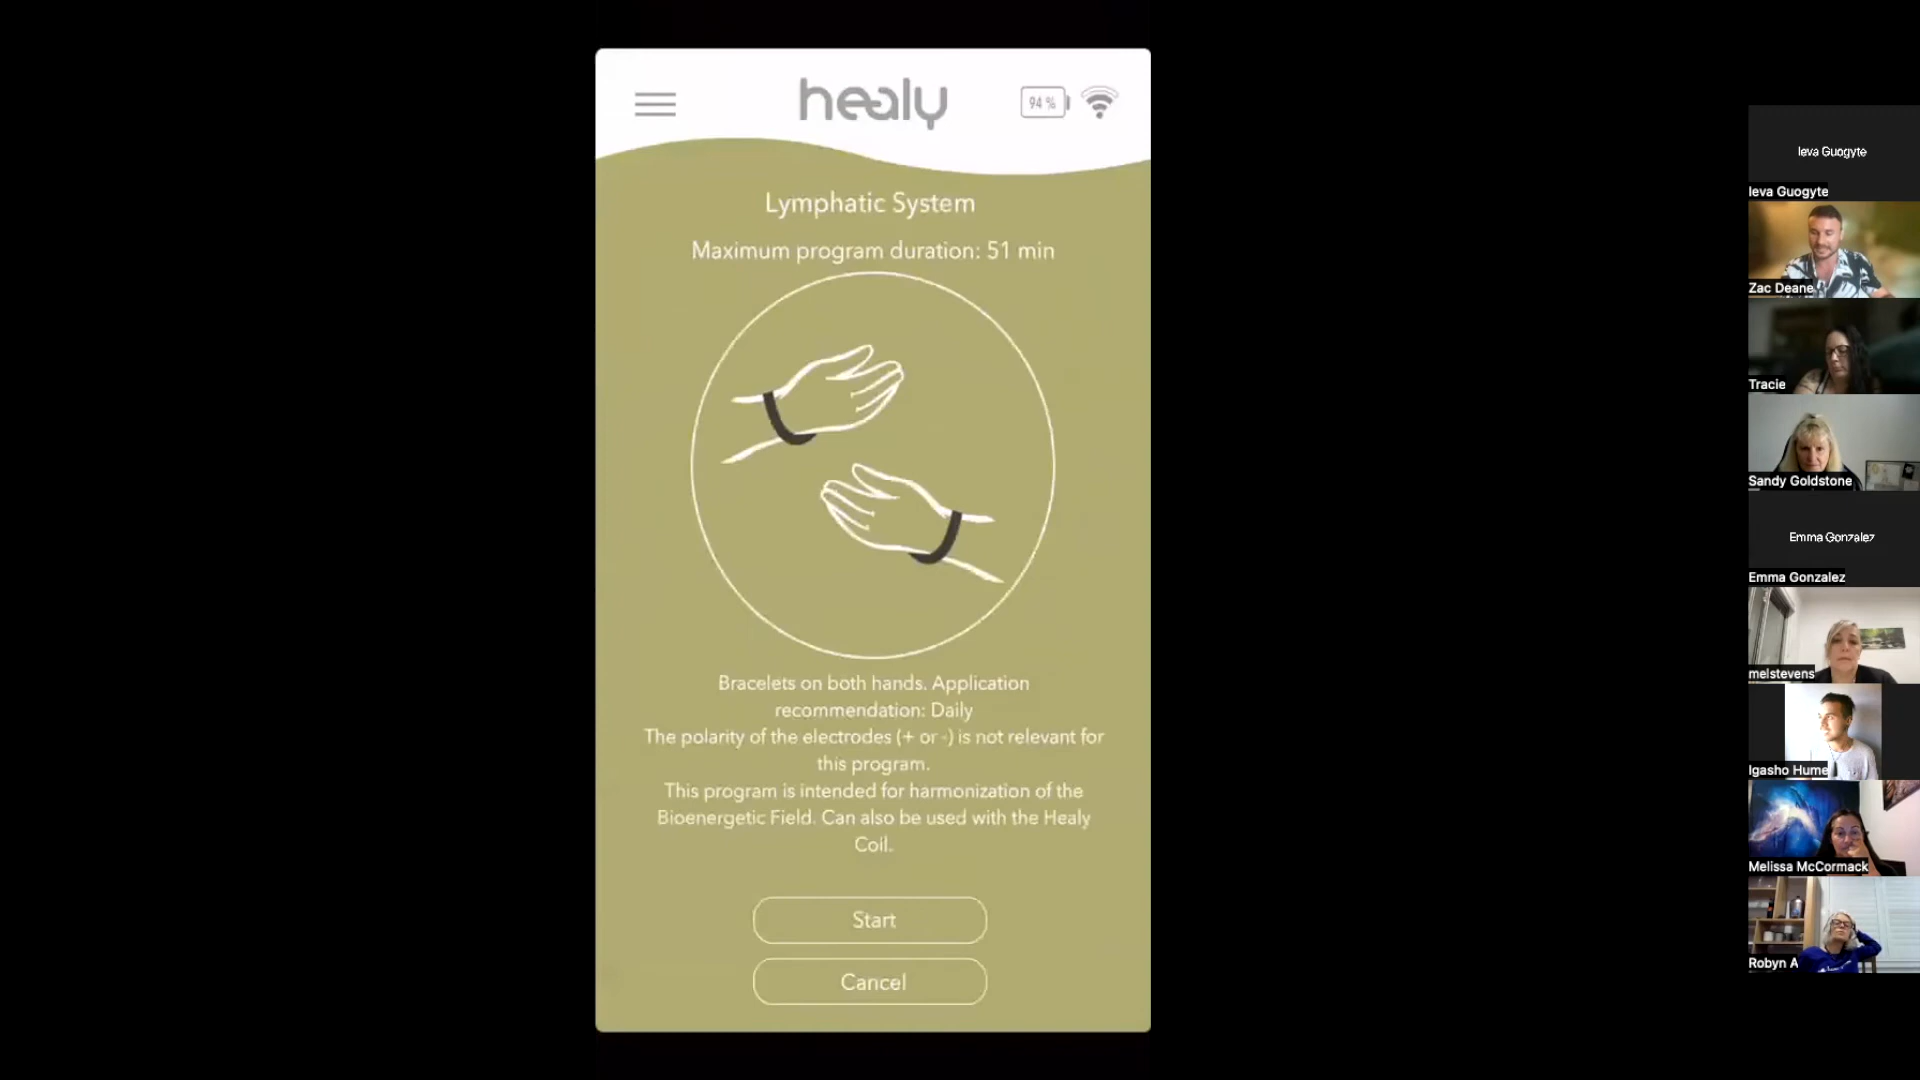 healy
94 %
Lymphatic System
Maximum program duration: 51 min
Bracelets on both hands. Application
recommendation: Daily
The polarity of the electrodes (+ or -) is not relevant for
this program.
This program is intended for harmonization of the
Bioenergetic Field. Can also be used with the Healy
Coil.
Start
Cancel
Ieva Guogyte
Ieva Guogyte
Zac Deane
Tracie
Sandy Goldstone
Emma Gonzalez
Emma Gonzalez
melstevens
Igasho Hume
Melissa McCormack
Robyn A